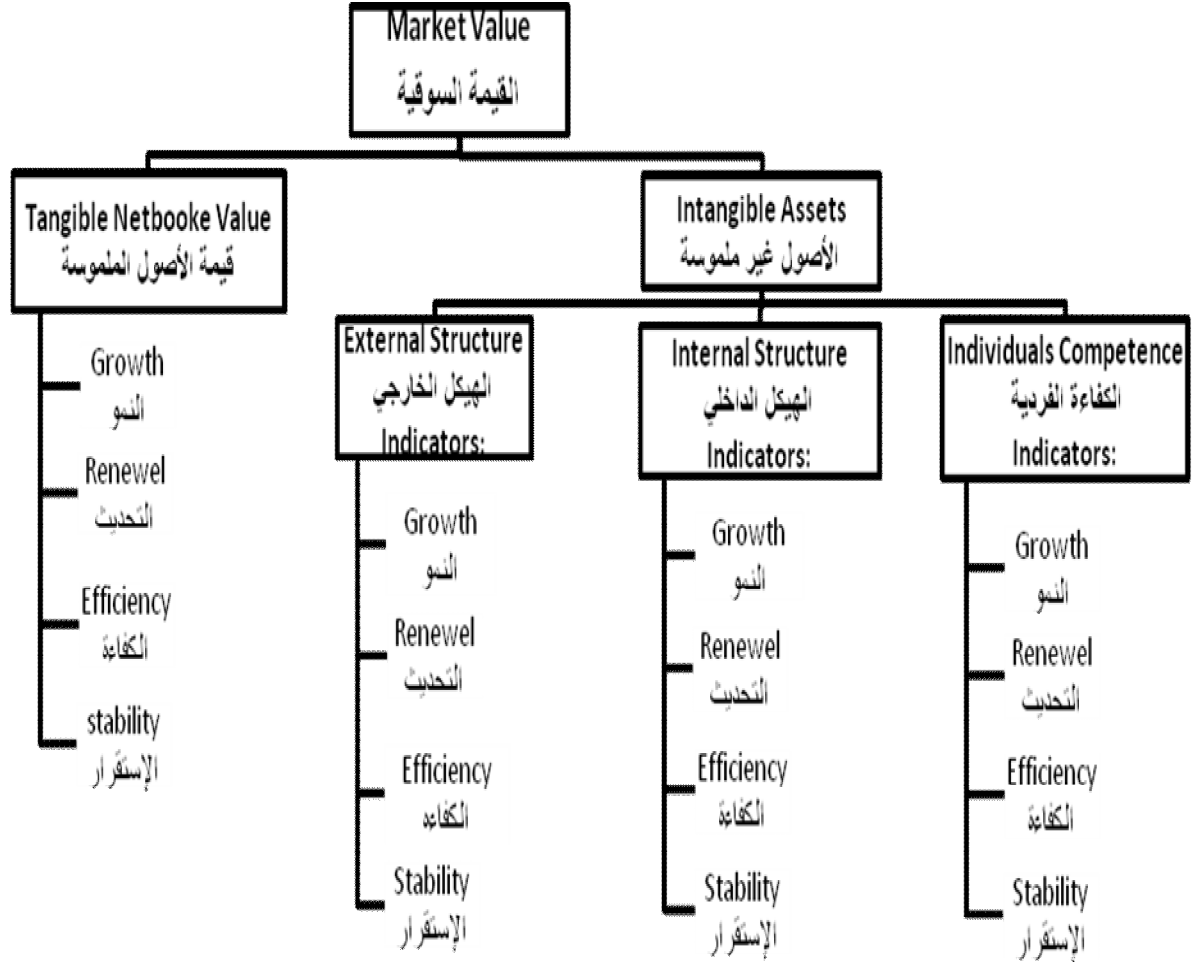 Market Value
القيمة السوقية
Tangible Netbooke Value
قيمة الأصول الملموسة
Growth
النمو
Renewel
التحديث
Efficiency
الكفاءة
stability
الإستقرار
Intangible Assets
الأصول غير ملموسة
External Structure
الهيكل الخارجي
Indicators:
Growth
النمو
Renewel
التحديث
Efficiency
الكفاءه
Stability
الإستقرار
Internal Structure
الهيكل الداخلي
Indicators:
Growth
النمو
Renewel
التحديث
Efficiency
الكفاءة
Stability
الإستقرار
Individuals Competence
الكفاءة الفردية
Indicators:
Growth
النمو
Renewel
التحديث
Efficiency
الكفاءة
Stability
الإستقرار